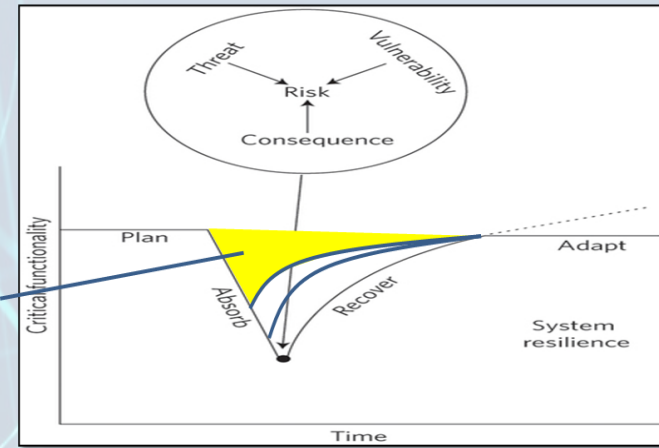 Threat
Vulnerability
Risk
Consequence
Critical functionality
Plan
Absorb
Recover
Adapt
System
resilience
Time